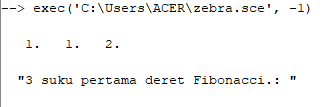 --> exec('C:\Users\ACER\zebra.sce', -1)
1. 1. 2.
"3 suku pertama deret Fibonacci.: "